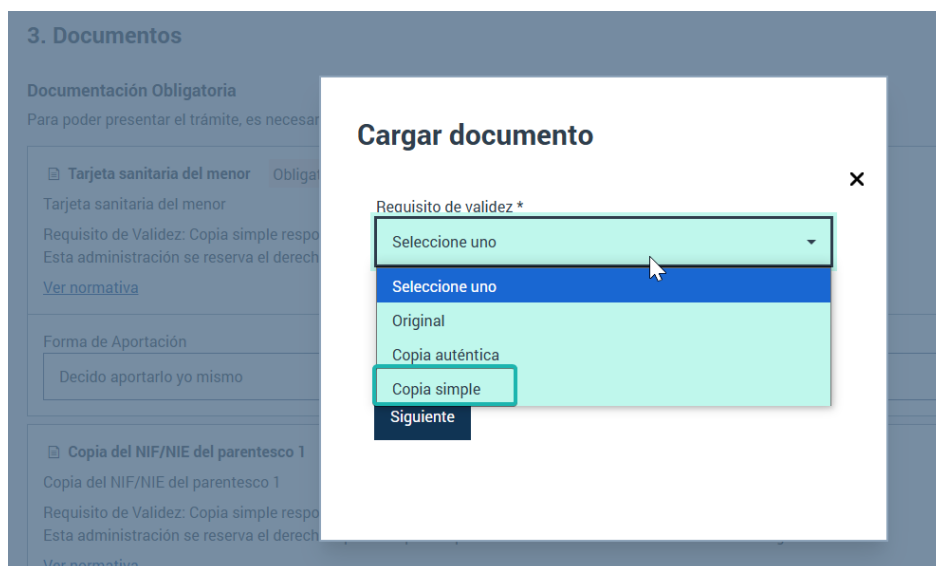 3. Documentos
Documentación Obligatoria
Para poder presentar el trámite, es necesar
Tarjeta sanitaria del menor Obligat
Tarjeta sanitaria del menor
Requisito de Validez: Copia simple respo
Esta administración se reserva el derech
Ver normativa
Forma de Aportación
Decido aportarlo yo mismo
Copia del NIF/NIE del parentesco 1
Copia del NIF/NIE del parentesco 1
Requisito de Validez: Copia simple respo
Esta administración se reserva el derech
Ver normativa
Cargar documento
Requisito de validez *
Seleccione uno
Seleccione uno
Original
Copia auténtica
Copia simple
Siguiente